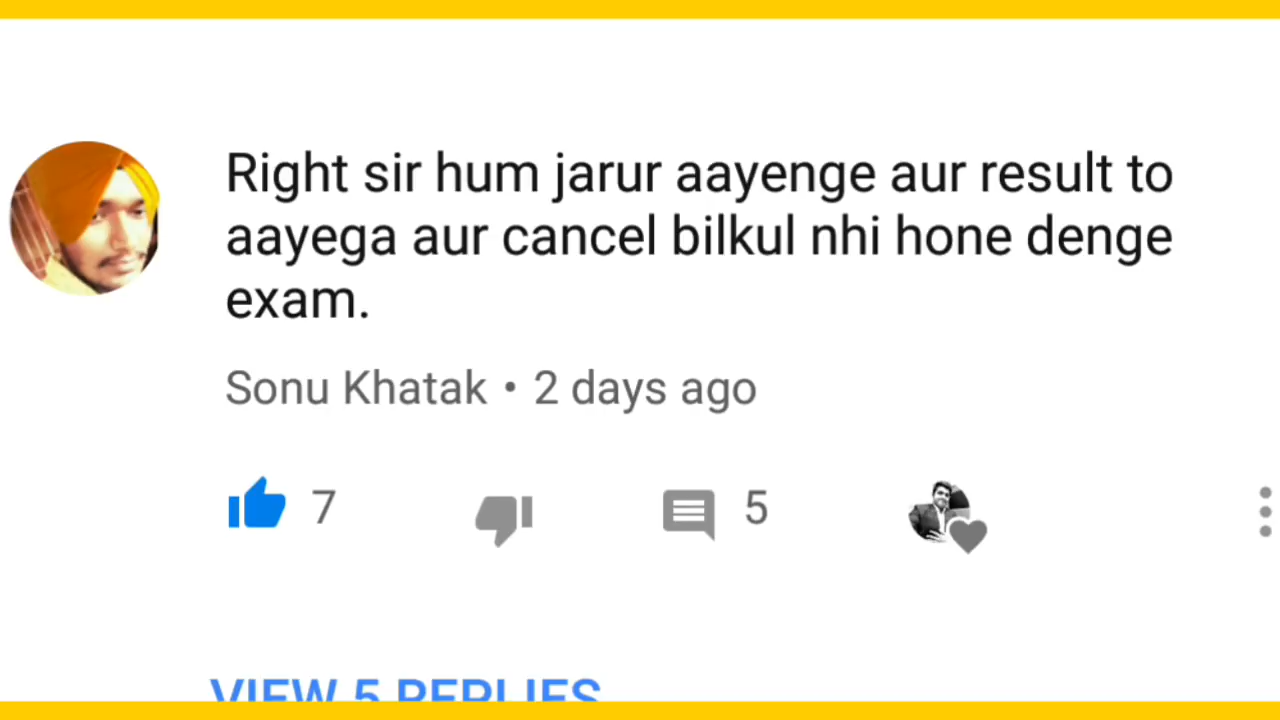 Right sir hum jarur aayenge aur result to
aayega aur cancel bilkul nhi hone denge
exam.
Sonu Khatak • 2 days ago
7 5
VIEW 5 REPLIES